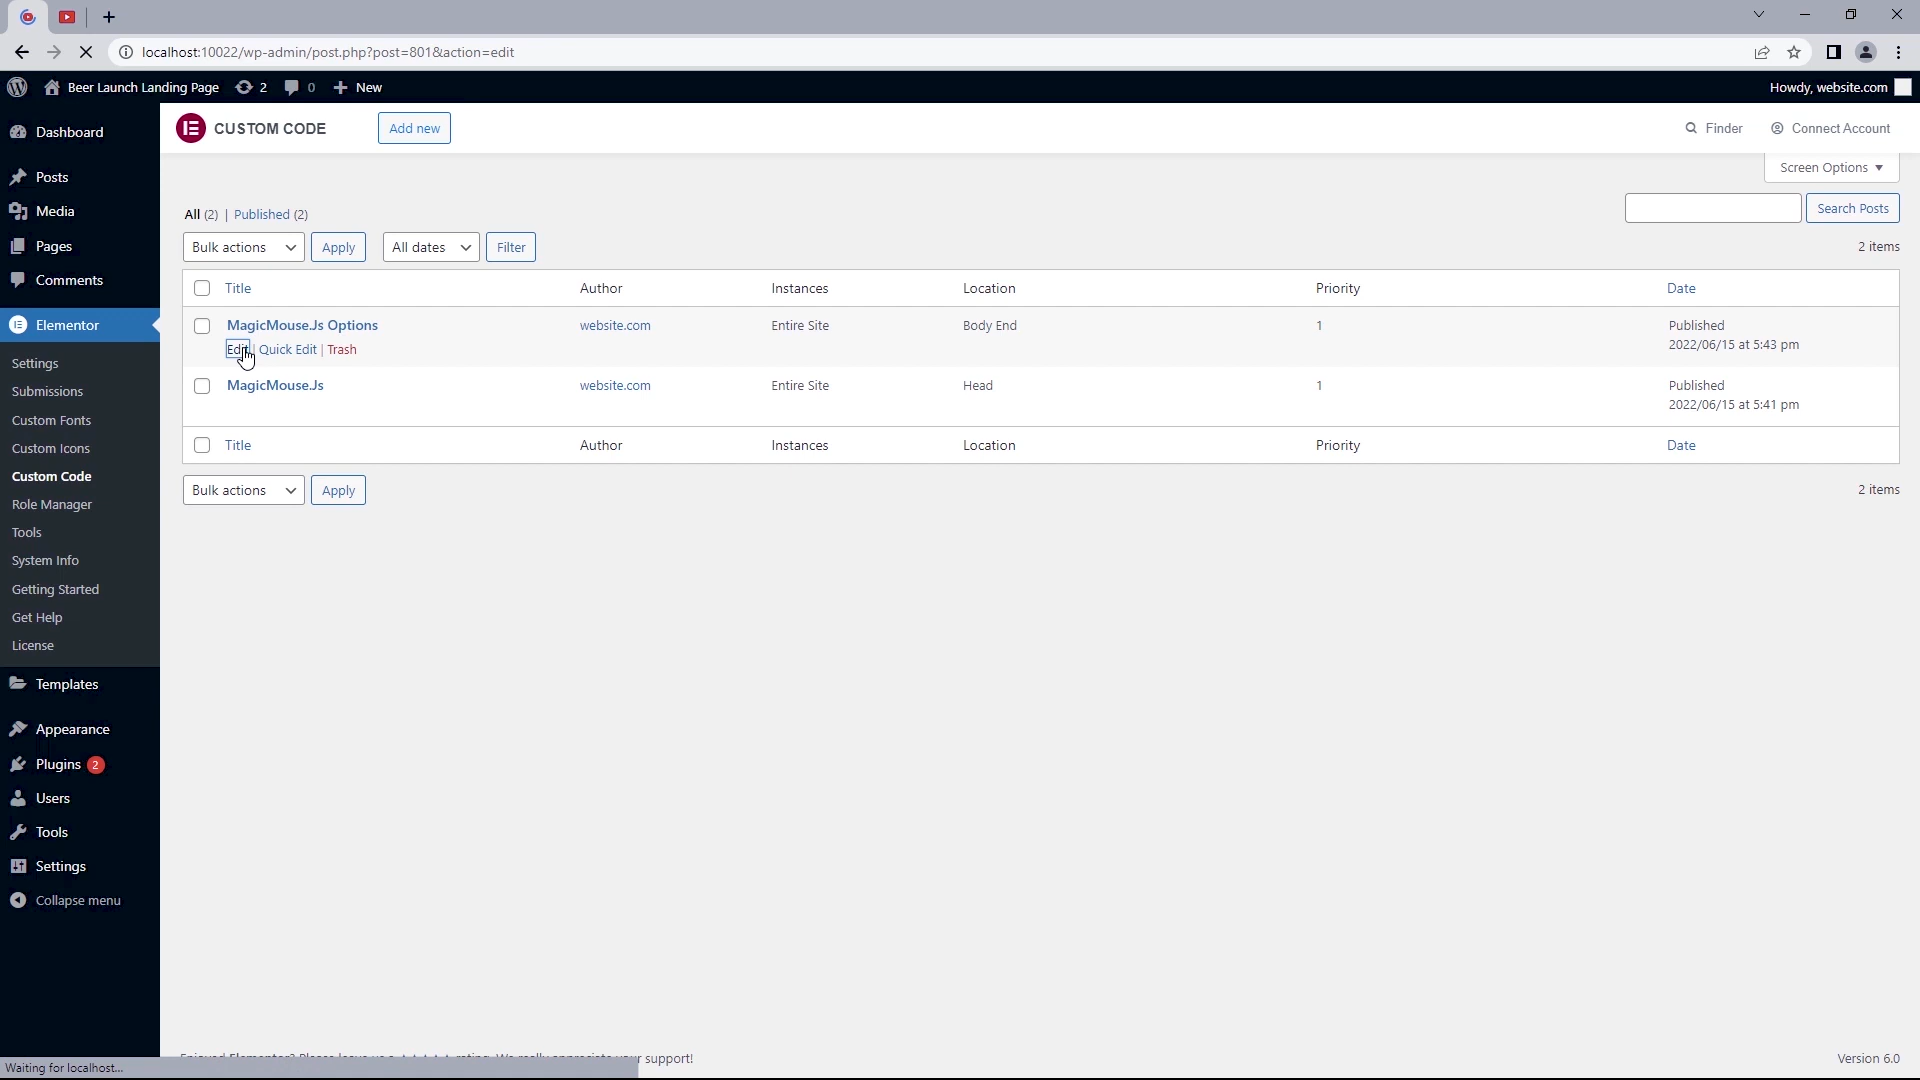 localhost:10022/wp-admin/post.php?post=801&action=edit
Beer Launch Landing Page 2 0 New Howdy, website.com
CUSTOM CODE Add new Finder Connect Account
Screen Options
All (2) | Published (2) Search Posts
Bulk actions Apply All dates Filter 2 items
Title Author Instances Location Priority Date
MagicMouse.Js Options website.com Entire Site Body End 1 Published
2022/06/15 at 5:43 pm
Edit | Quick Edit | Trash
MagicMouse.Js website.com Entire Site Head 1 Published
2022/06/15 at 5:41 pm
Title Author Instances Location Priority Date
Bulk actions Apply 2 items
Dashboard
Posts
Media
Pages
Comments
Elementor
Settings
Submissions
Custom Fonts
Custom Icons
Custom Code
Role Manager
Tools
System Info
Getting Started
Get Help
License
Templates
Appearance
Plugins 2
Users
Tools
Settings
Collapse menu
support! Version 6.0
Waiting for localhost...